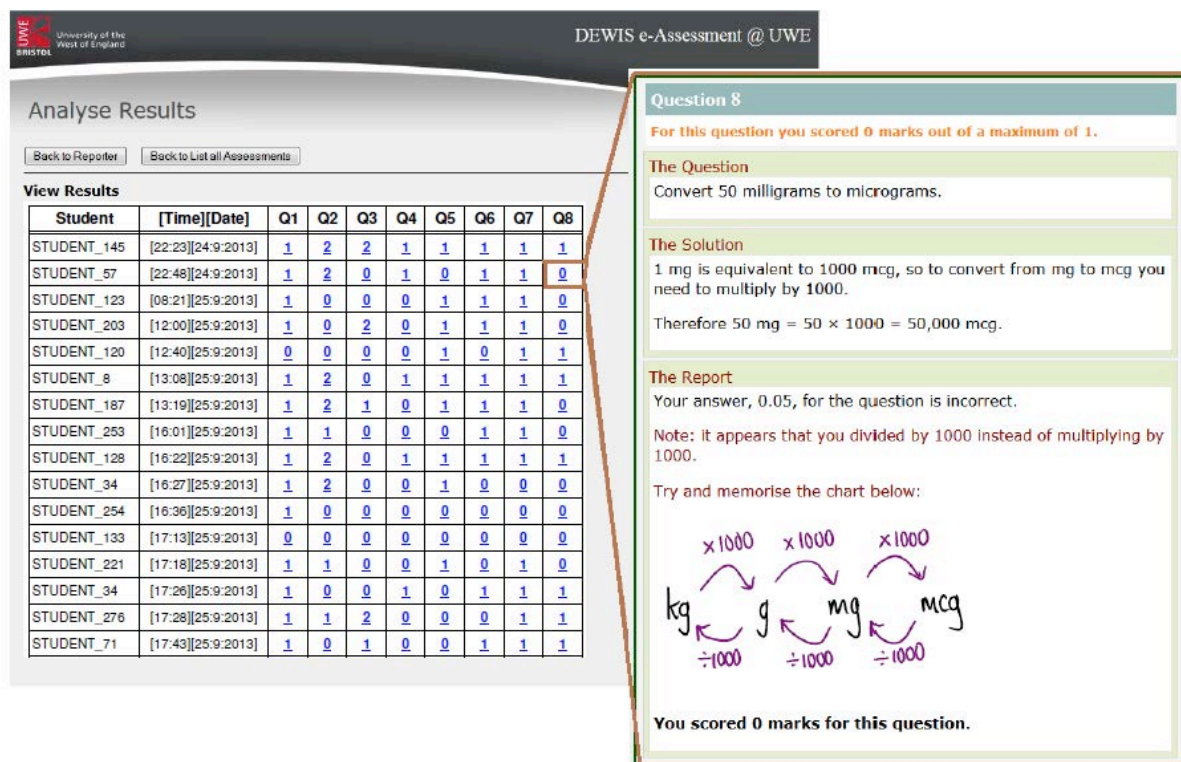 UWE
BRISTOL
University of the
West of England
DEWIS e-Assessment @ UWE
Analyse Results
Back to Reporter Back to List all Assessments
View Results
Student [Time][Date] Q1 Q2 Q3 Q4 Q5 Q6 Q7 Q8
STUDENT_145 [22:23][24:9:2013] 1 2 2 1 1 1 1 1
STUDENT_57 [22:48][24:9:2013] 1 2 0 1 0 1 1 0
STUDENT_123 [08:21][25:9:2013] 1 0 0 0 1 1 1 0
STUDENT_203 [12:00][25:9:2013] 1 0 2 0 1 1 1 0
STUDENT_120 [12:40][25:9:2013] 0 0 0 0 1 0 1 1
STUDENT_8 [13:08][25:9:2013] 1 2 0 1 1 1 1 1
STUDENT_187 [13:19][25:9:2013] 1 2 1 0 1 1 1 0
STUDENT_253 [16:01][25:9:2013] 1 1 0 0 0 1 1 0
STUDENT_128 [16:22][25:9:2013] 1 2 0 1 1 1 1 1
STUDENT_34 [16:27][25:9:2013] 1 2 0 0 1 0 0 0
STUDENT_254 [16:36][25:9:2013] 1 0 0 0 0 0 0 0
STUDENT_133 [17:13][25:9:2013] 0 0 0 0 0 0 0 0
STUDENT_221 [17:18][25:9:2013] 1 1 0 0 1 0 1 0
STUDENT_34 [17:26][25:9:2013] 1 0 0 1 0 1 1 1
STUDENT_276 [17:28][25:9:2013] 1 1 2 0 0 0 1 1
STUDENT_71 [17:43][25:9:2013] 1 0 1 0 0 1 1 1
Question 8
For this question you scored 0 marks out of a maximum of 1.
The Question
Convert 50 milligrams to micrograms.
The Solution
1 mg is equivalent to 1000 mcg, so to convert from mg to mcg you
need to multiply by 1000.
Therefore 50 mg = 50 × 1000 = 50,000 mcg.
The Report
Your answer, 0.05, for the question is incorrect.
Note: it appears that you divided by 1000 instead of multiplying by
1000.
Try and memorise the chart below:
×1000 ×1000 ×1000
kg g mg mcg
÷1000 ÷1000 ÷1000
You scored 0 marks for this question.